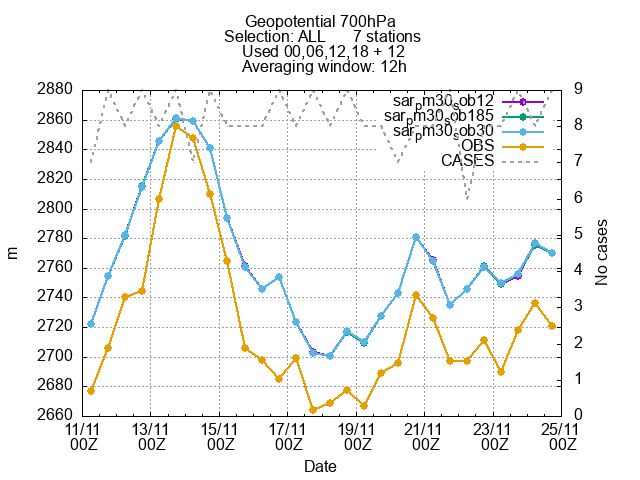 Geopotential 700hPa
Selection: ALL 7 stations
Used 00,06,12,18 + 12
Averaging window: 12h
2880
2860
2840
2820
2800
2780
2760
2740
2720
2700
2680
2660
m
sar_pm30_sob12
sar_pm30_sob185
sar_pm30_sob30
OBS
CASES
9
8
7
6
5
4
3
2
1
0
No cases
11/11 13/11 15/11 17/11 19/11 21/11 23/11 25/11
00Z 00Z 00Z 00Z 00Z 00Z 00Z 00Z
Date